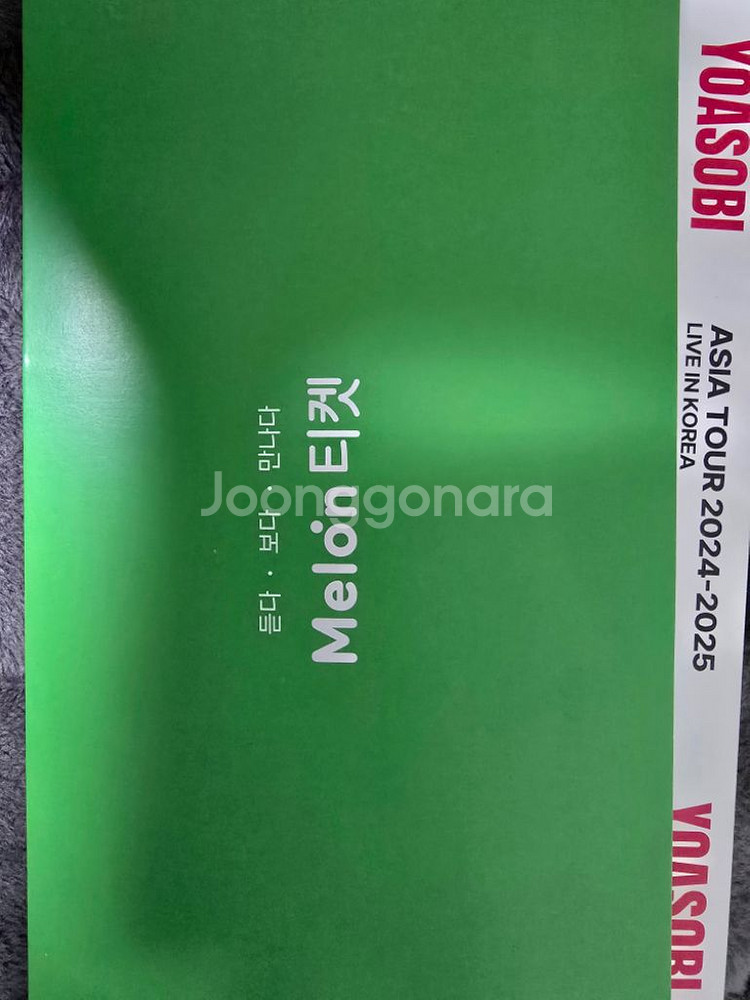 듣다 · 보다 · 만나다
Melon 티켓
YOASOBI
ASIA TOUR 2024-2025
LIVE IN KOREA
YOASOBI
Joonggonara